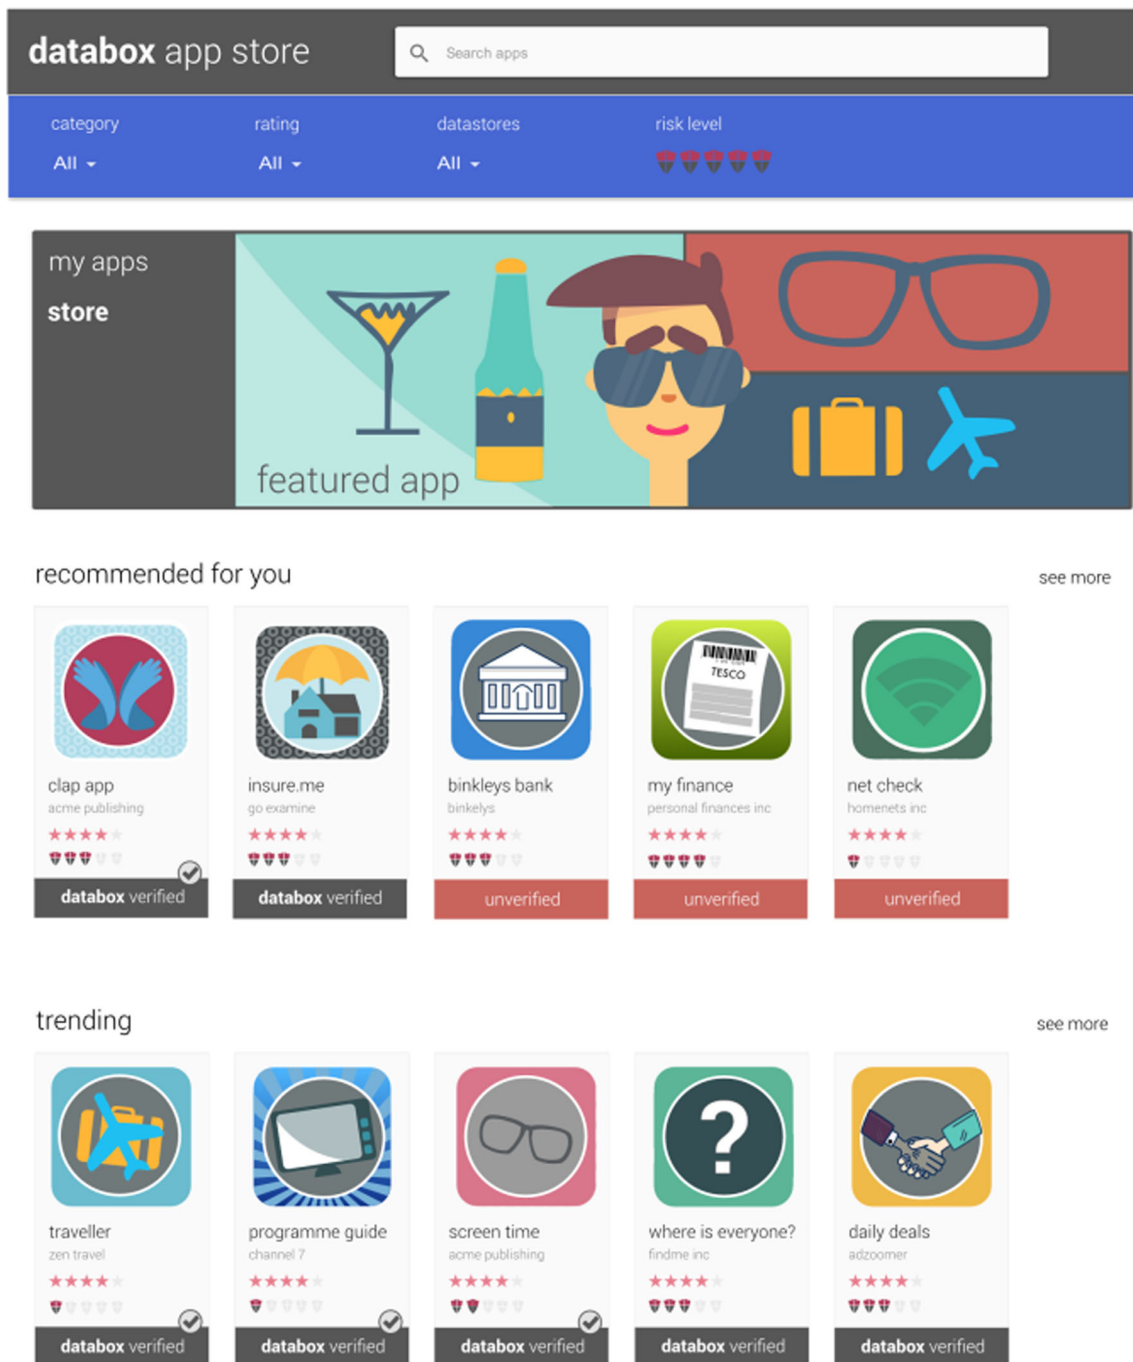 databox app store
Search apps
category rating datastores risk level
All All All
my apps
store
featured app
recommended for you
see more
TESCO
clap app insure.me binkleys bank my finance net check
acme publishing go examine binkelys personal finances inc homenets inc
databox verified databox verified unverified unverified unverified
trending
see more
?
traveller programme guide screen time where is everyone? daily deals
zen travel channel 7 acme publishing findme inc adzoomer
databox verified databox verified databox verified databox verified databox verified